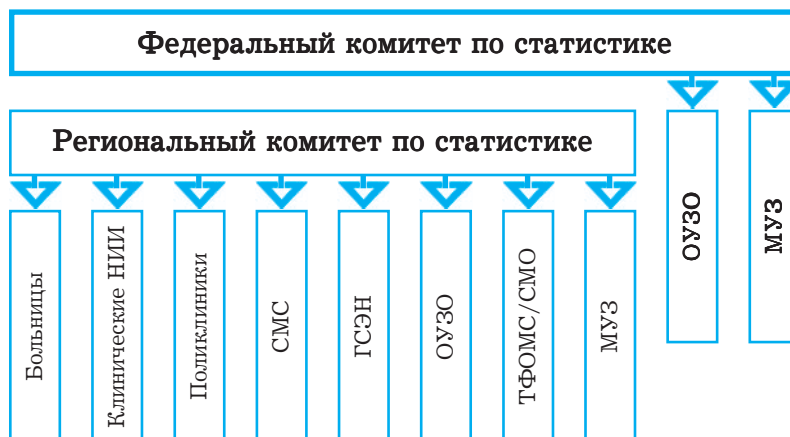 Федеральный комитет по статистике
Региональный комитет по статистике
ОУЗО
МУЗ
Больницы
Клинические НИИ
Поликлиники
СМС
ГСЭН
ОУЗО
ТФОМС/СМО
МУЗ